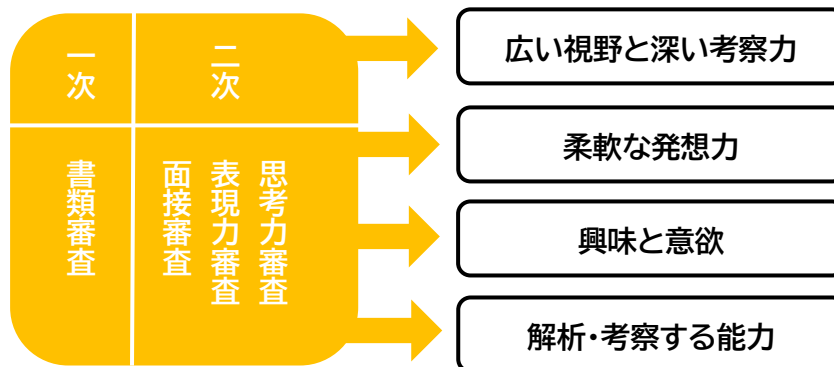 一次
二次
書類審査
思考力審査
表現力審査
面接審査
広い視野と深い考察力
柔軟な発想力
興味と意欲
解析・考察する能力